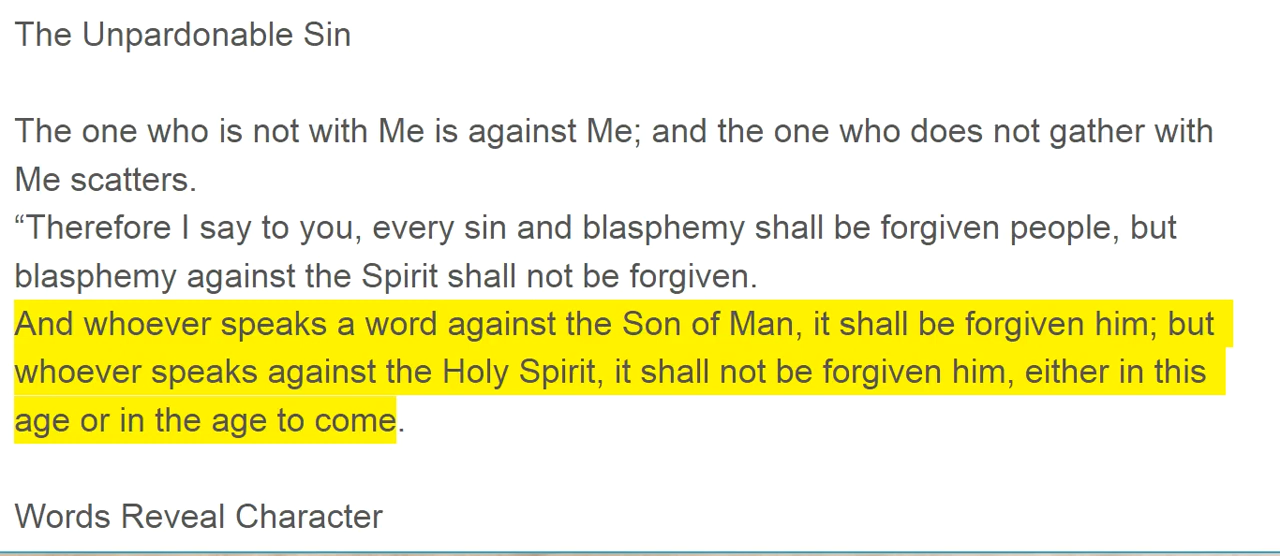 The Unpardonable Sin
The one who is not with Me is against Me; and the one who does not gather with
Me scatters.
“Therefore I say to you, every sin and blasphemy shall be forgiven people, but
blasphemy against the Spirit shall not be forgiven.
And whoever speaks a word against the Son of Man, it shall be forgiven him; but
whoever speaks against the Holy Spirit, it shall not be forgiven him, either in this
age or in the age to come.
Words Reveal Character